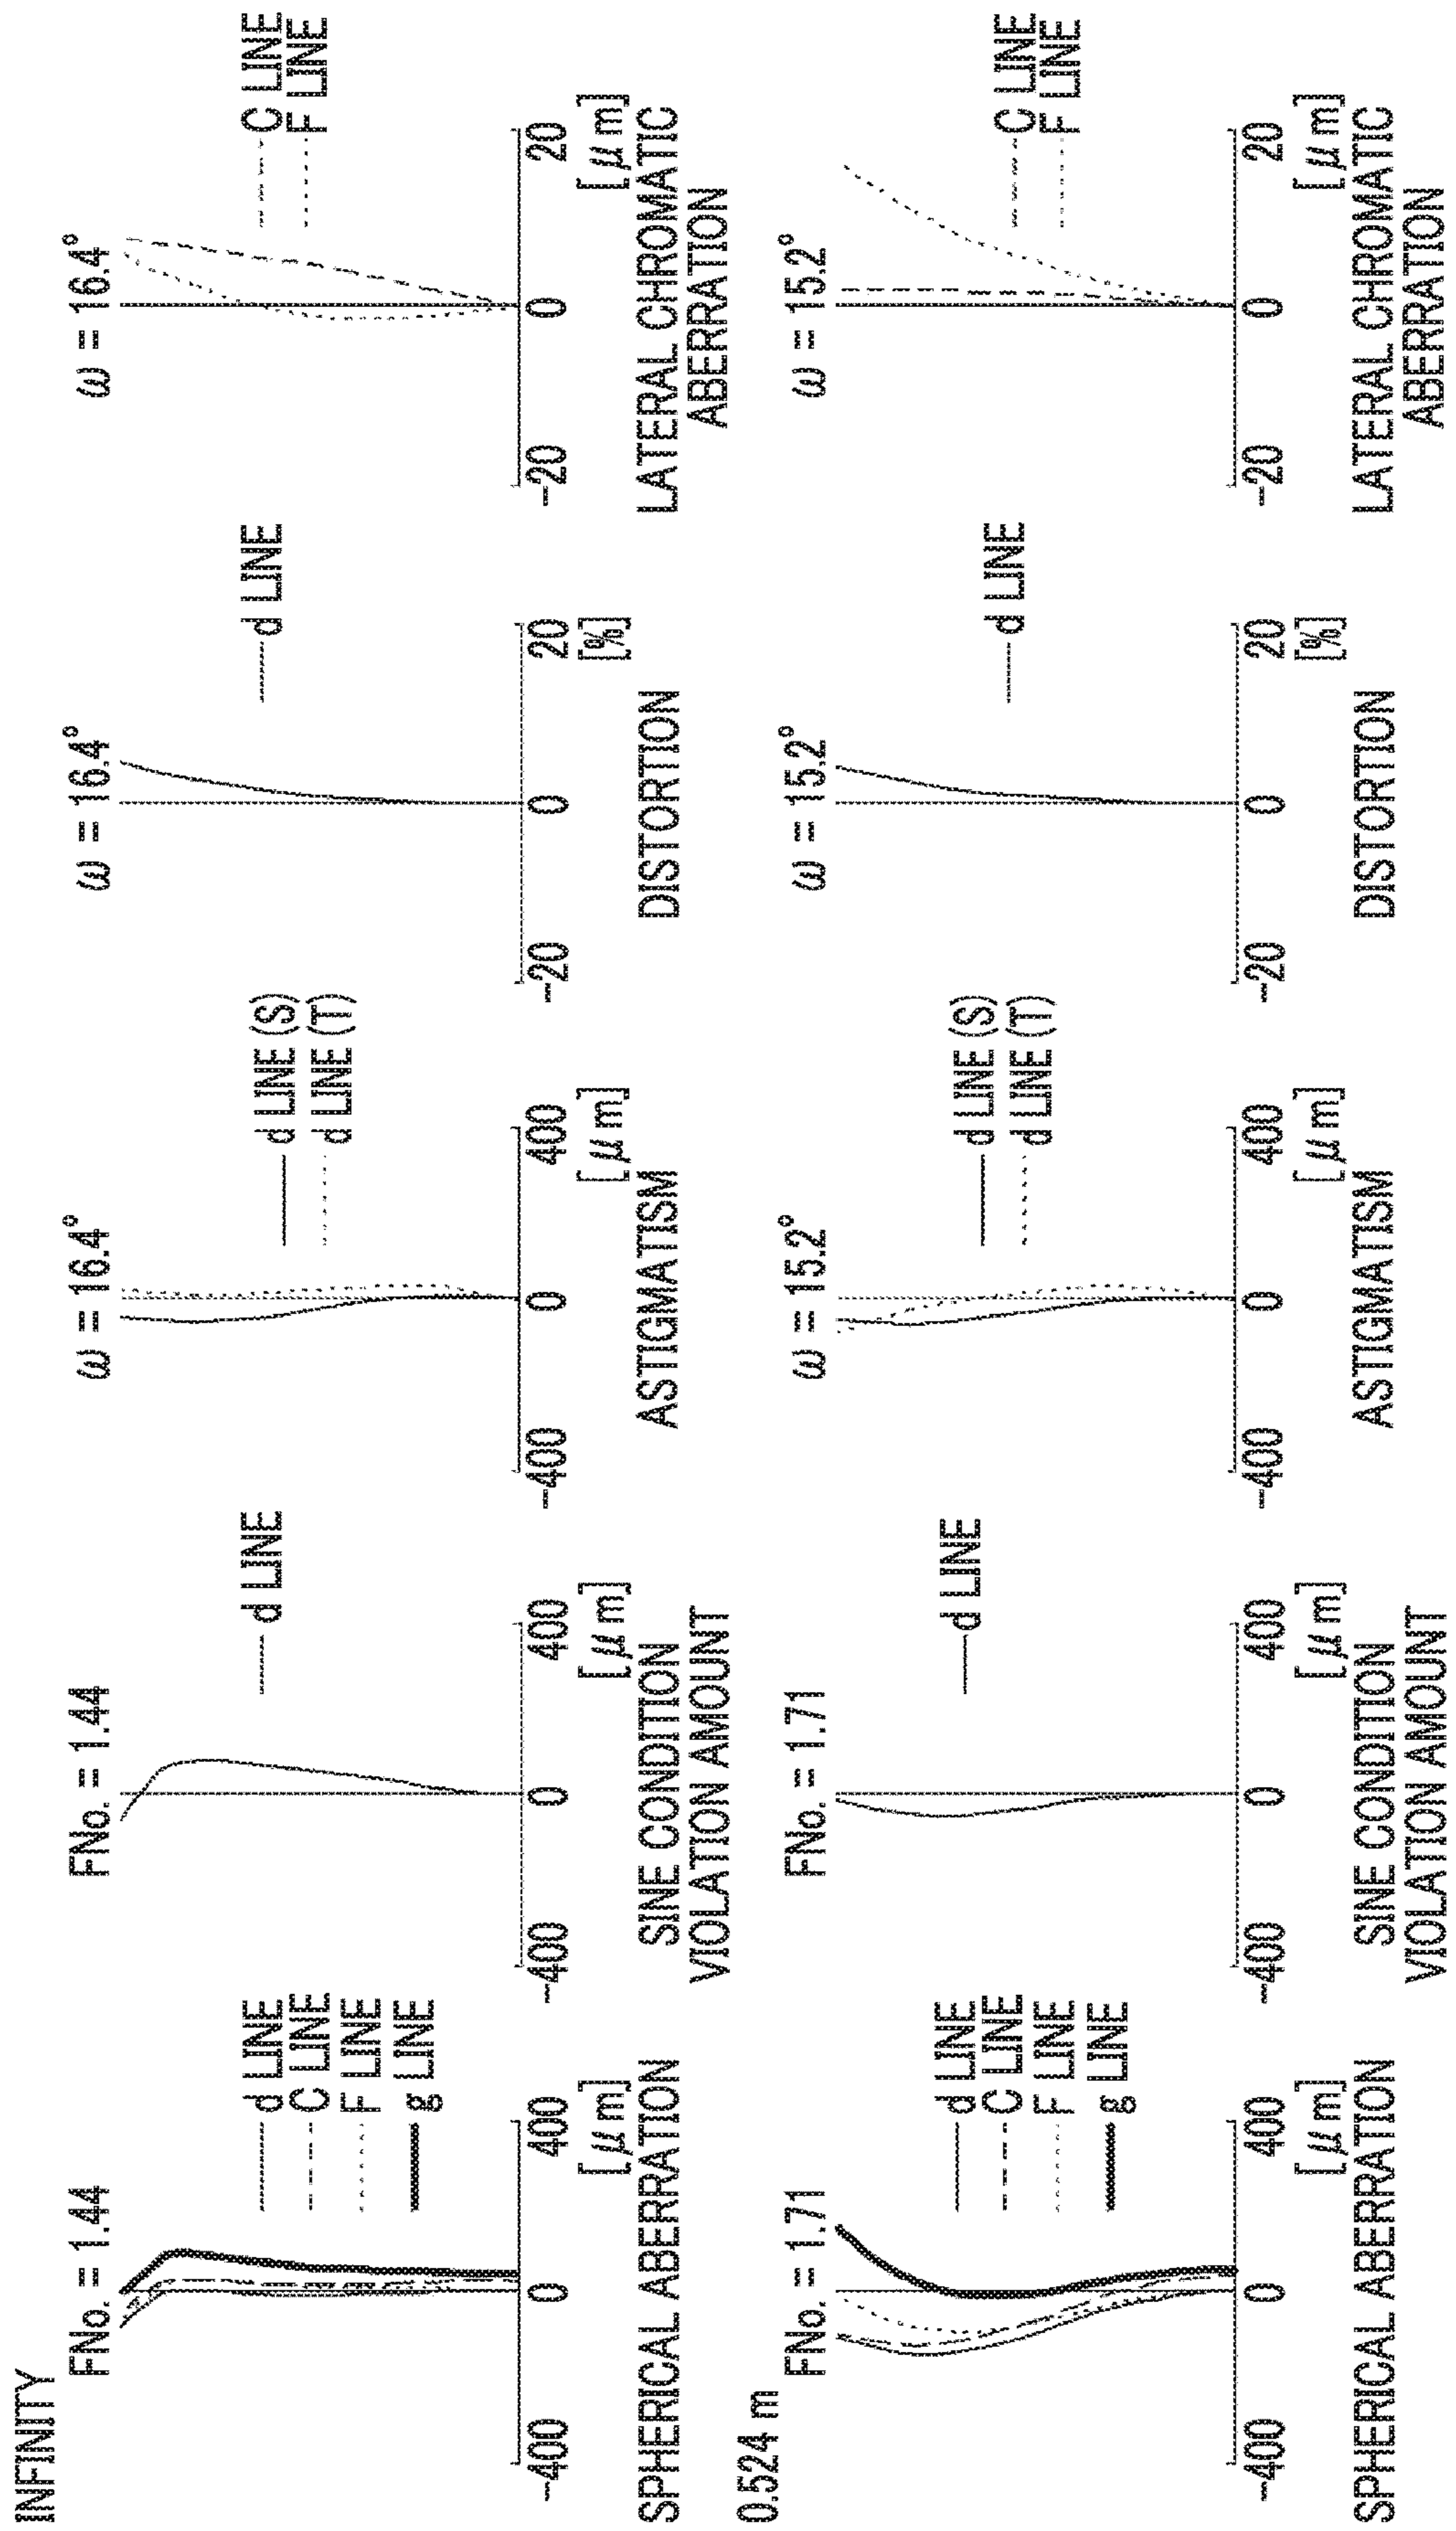 INFINITY
FNo. = 1.44
d LINE
C LINE
F LINE
g LINE
-400
0
400
[μm]
SPHERICAL ABERRATION
FNo. = 1.44
d LINE
-400
0
400
[μm]
SINE CONDITION
VIOLATION AMOUNT
ω = 16.4°
d LINE (S)
d LINE (T)
-400
0
400
[μm]
ASTIGMATISM
ω = 16.4°
d LINE
-20
0
20
[%]
DISTORTION
ω = 16.4°
C LINE
F LINE
-20
0
20
[μm]
LATERAL CHROMATIC
ABERRATION
0.524 m
FNo. = 1.71
d LINE
C LINE
F LINE
g LINE
-400
0
400
[μm]
SPHERICAL ABERRATION
FNo. = 1.71
d LINE
-400
0
400
[μm]
SINE CONDITION
VIOLATION AMOUNT
ω = 15.2°
d LINE (S)
d LINE (T)
-400
0
400
[μm]
ASTIGMATISM
ω = 15.2°
d LINE
-20
0
20
[%]
DISTORTION
ω = 15.2°
C LINE
F LINE
-20
0
20
[μm]
LATERAL CHROMATIC
ABERRATION